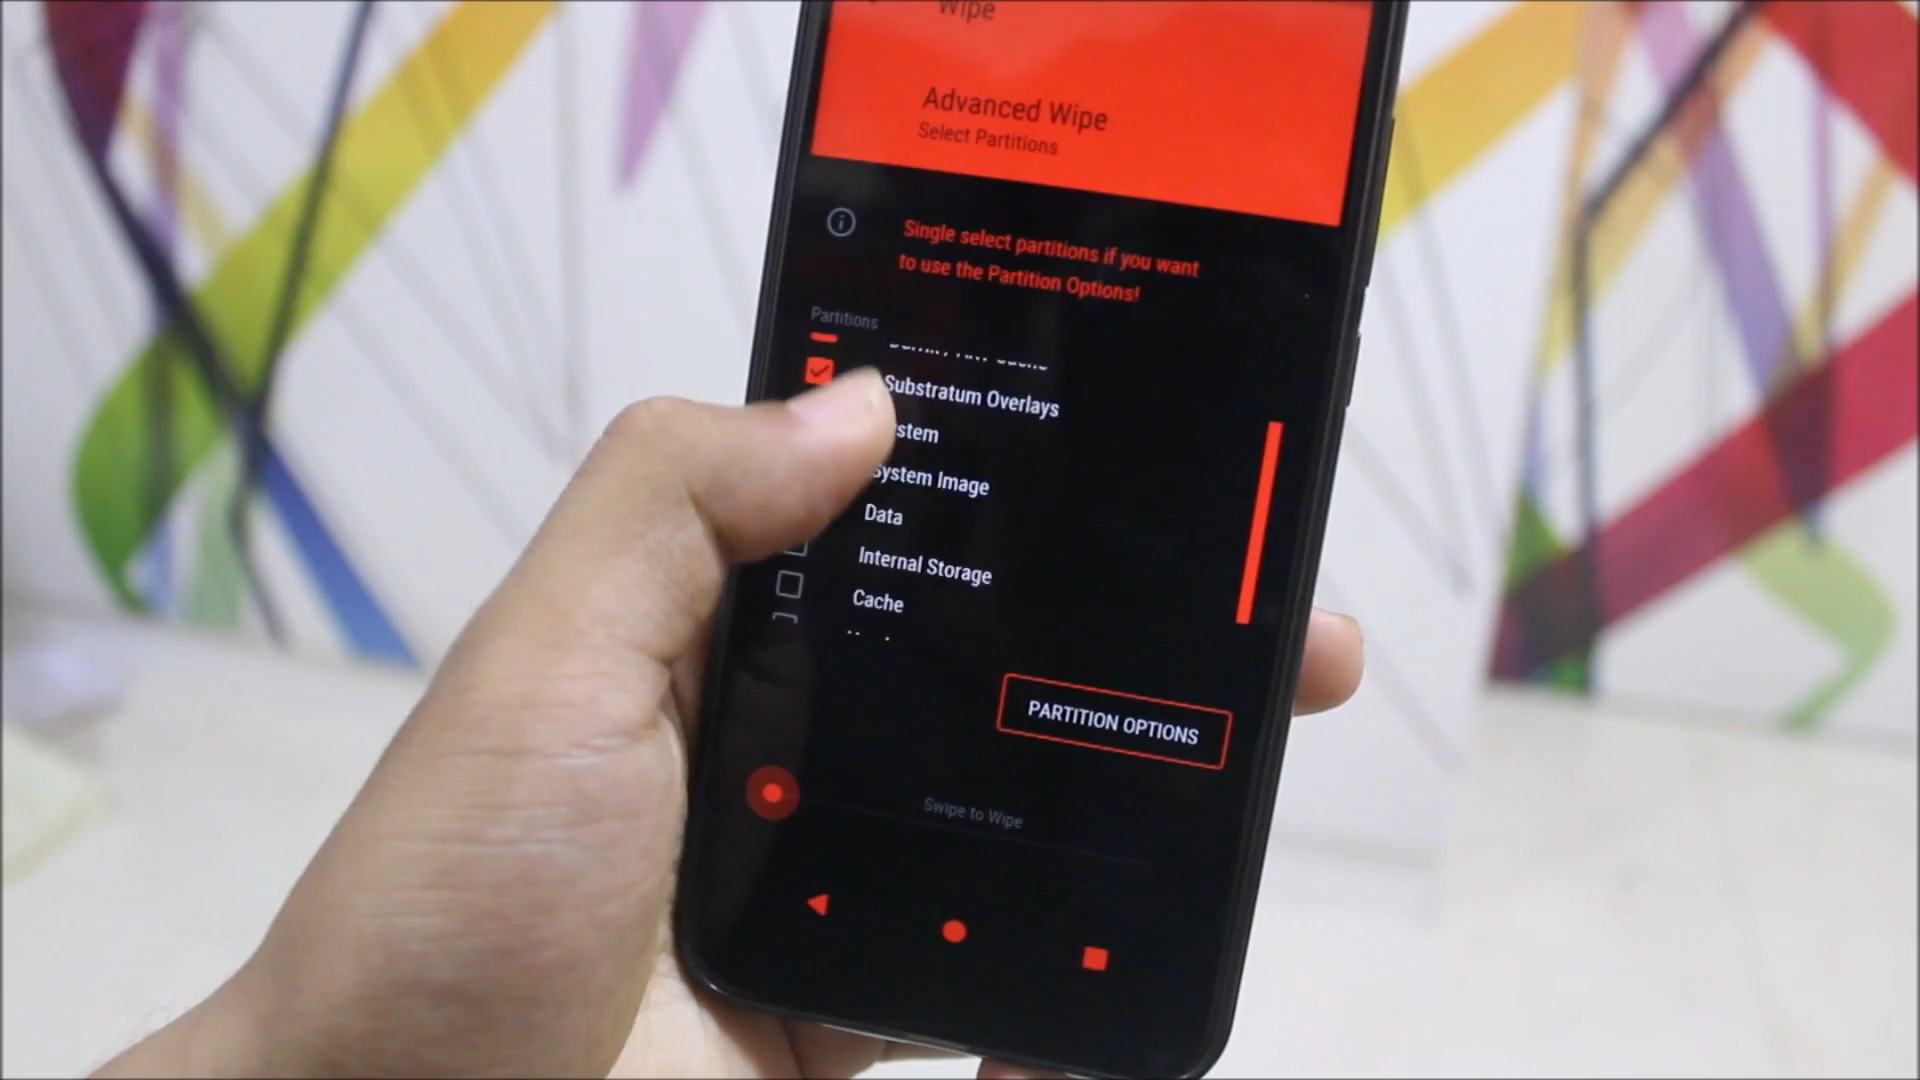 Wipe
Advanced Wipe
Select Partitions
Single select partitions if you want
to use the Partition Options!
Partitions
Substratum Overlays
stem
System Image
Data
Internal Storage
Cache
PARTITION OPTIONS
Swipe to Wipe